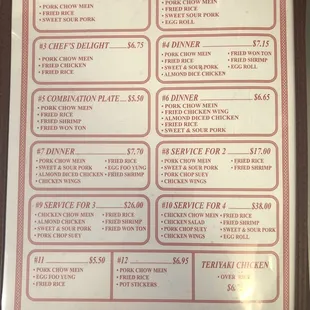 • PORK CHOW MEIN
• FRIED RICE
• SWEET SOUR PORK
• PORK CHOW MEIN
• FRIED RICE
• SWEET & SOUR PORK
• EGG ROLL
#3 CHEF'S DELIGHT ........ $6.75
• PORK CHOW MEIN
• FRIED CHICKEN
• FRIED RICE
#4 DINNER ........ $7.15
• PORK CHOW MEIN • FRIED WON TON
• FRIED RICE • FRIED SHRIMP
• SWEET & SOUR PORK • EGG ROLL
• ALMOND DICE CHICKEN
#5 COMBINATION PLATE .... $5.50
• PORK CHOW MEIN
• FRIED RICE
• FRIED SHRIMP
• FRIED WON TON
#6 DINNER ........ $6.65
• PORK CHOW MEIN
• FRIED CHICKEN WING
• ALMOND DICED CHICKEN
• FRIED RICE
• SWEET & SOUR PORK
#7 DINNER ........ $7.70
• PORK CHOW MEIN • FRIED RICE
• SWEET & SOUR PORK • EGG FOO YUNG
• ALMOND DICED CHICKEN • FRIED SHRIMP
• CHICKEN WINGS
#8 SERVICE FOR 2 ........ $17.00
• PORK CHOW MEIN • FRIED RICE
• SWEET & SOUR PORK • FRIED SHRIMP
• PORK CHOP SUEY
• CHICKEN WINGS
#9 SERVICE FOR 3 ........ $26.00
• CHICKEN CHOW MEIN • FRIED RICE
• ALMOND CHICKEN • FRIED SHRIMP
• SWEET & SOUR PORK • FRIED WON TON
• PORK CHOP SUEY
#10 SERVICE FOR 4 ........ $38.00
• PORK CHOW MEIN • FRIED RICE
• CHICKEN SALAD • FRIED SHRIMP
• PORK CHOP SUEY • SWEET & SOUR PORK
• CHICKEN WINGS • EGG ROLL
#11 ........ $5.50
• PORK CHOW MEIN
• EGG FOO YUNG
• FRIED RICE
#12 ........ $6.95
• PORK CHOW MEIN
• FRIED RICE
• POT STICKERS
TERIYAKI CHICKEN